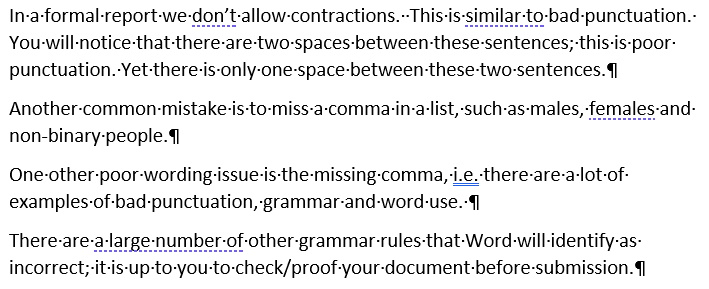 In a formal report we don’t allow contractions.  This is similar to bad punctuation.
You will notice that there are two spaces between these sentences; this is poor
punctuation. Yet there is only one space between these two sentences.¶
Another common mistake is to miss a comma in a list, such as males, females and
non-binary people.¶
One other poor wording issue is the missing comma, i.e. there are a lot of
examples of bad punctuation, grammar and word use. ¶
There are a large number of other grammar rules that Word will identify as
incorrect; it is up to you to check/proof your document before submission.¶